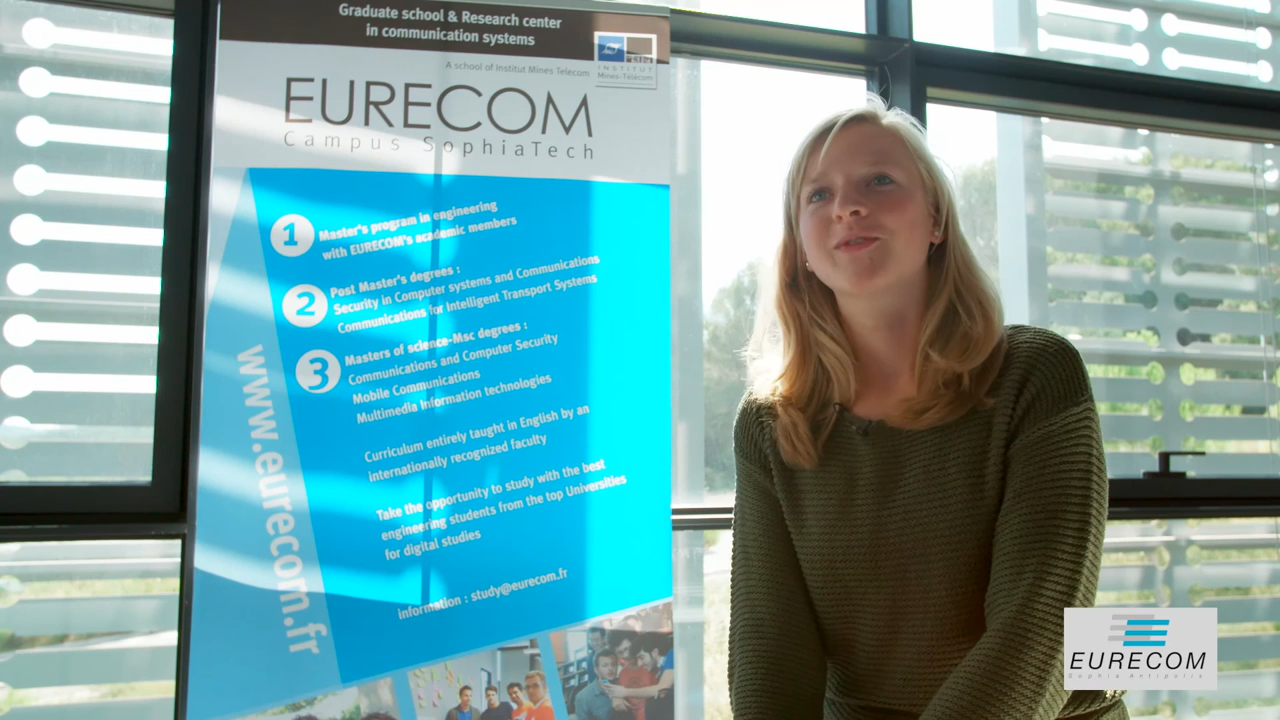 Graduate school & Research center
in communication systems
A school of Institut Mines Telecom
INSTITUT
Mines-Télécom
EURECOM
Campus SophiaTech
1 Master's program in engineering
with EURECOM's academic members
2 Post Master's degrees :
Security in Computer systems and Communications
Communications for Intelligent Transport Systems
3 Masters of science-Msc degrees :
Communications and Computer Security
Mobile Communications
Multimedia Information technologies
Curriculum entirely taught in English by an
internationally recognized faculty
Take the opportunity to study with the best
engineering students from the top Universities
for digital studies
information : study@eurecom.fr
www.eurecom.fr
EURECOM
Sophia Antipolis